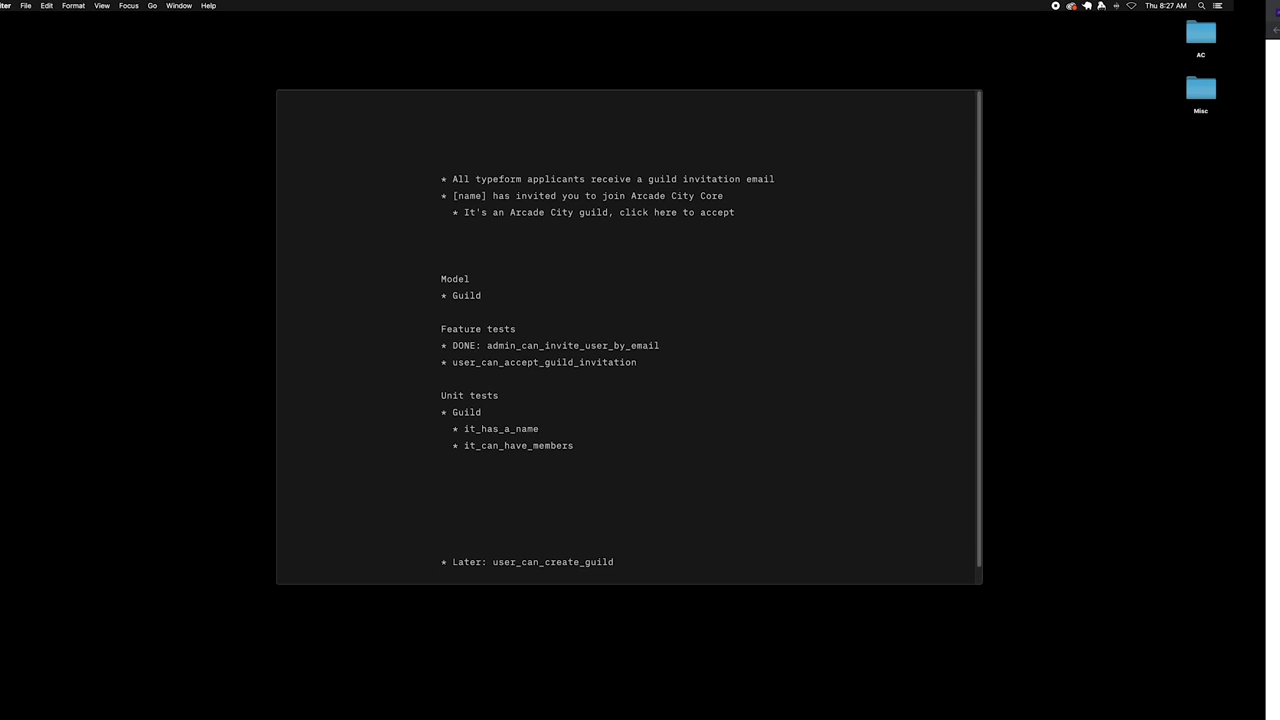 iter File Edit Format View Focus Go Window Help Thu 8:27 AM
AC
Misc
* All typeform applicants receive a guild invitation email
* [name] has invited you to join Arcade City Core
* It's an Arcade City guild, click here to accept
Model
* Guild
Feature tests
* DONE: admin_can_invite_user_by_email
* user_can_accept_guild_invitation
Unit tests
* Guild
* it_has_a_name
* it_can_have_members
* Later: user_can_create_guild